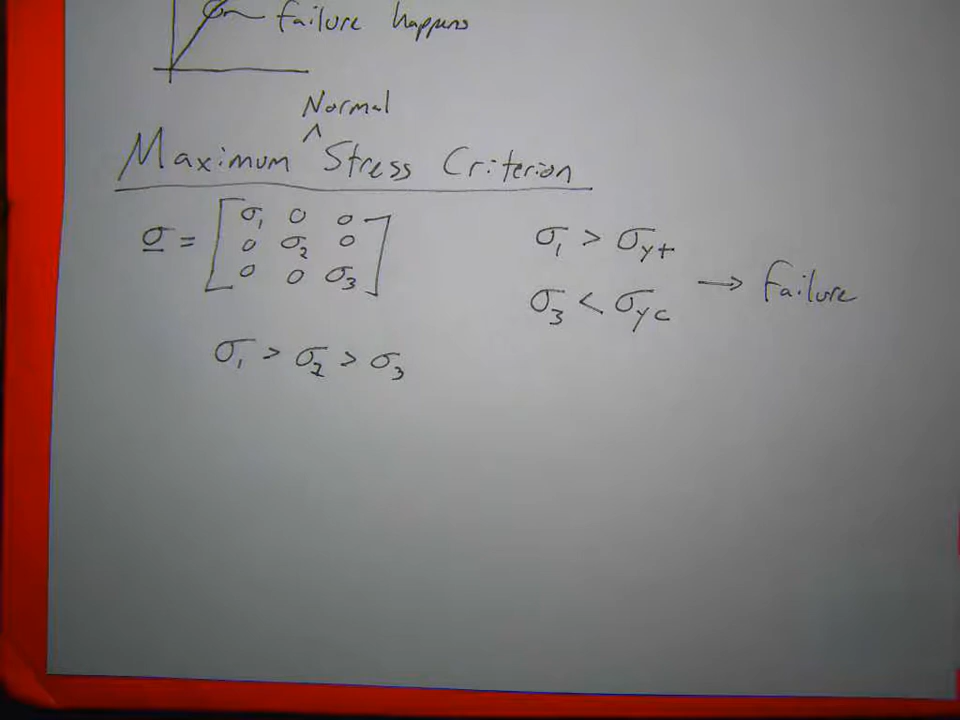 failure happens
Normal
^
Maximum Stress Criterion
σ = [σ₁ 0 0
0 σ₂ 0
0 0 σ₃]
σ₁ > σyt
σ₃ < σyc → failure
σ₁ > σ₂ > σ₃